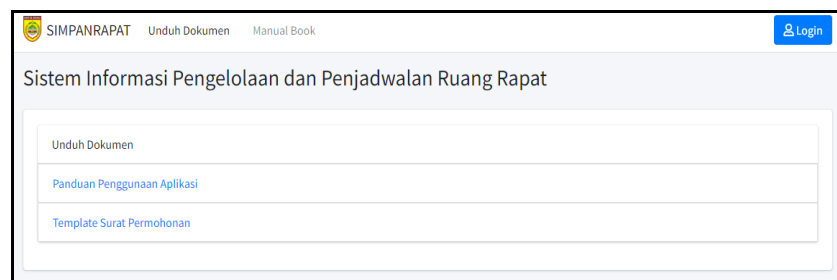 SIMPANRAPAT Unduh Dokumen Manual Book Login
Sistem Informasi Pengelolaan dan Penjadwalan Ruang Rapat
Unduh Dokumen
Panduan Penggunaan Aplikasi
Template Surat Permohonan